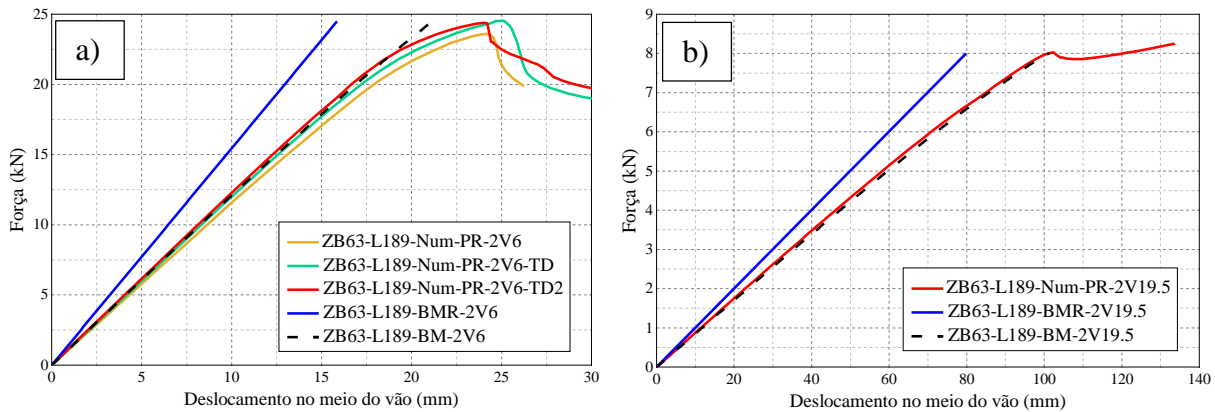 a)
25
20
15
10
5
0
Força (kN)
0 5 10 15 20 25 30
Deslocamento no meio do vão (mm)
ZB63-L189-Num-PR-2V6
ZB63-L189-Num-PR-2V6-TD
ZB63-L189-Num-PR-2V6-TD2
ZB63-L189-BMR-2V6
ZB63-L189-BM-2V6
b)
9
8
7
6
5
4
3
2
1
0
Força (kN)
0 20 40 60 80 100 120 140
Deslocamento no meio do vão (mm)
ZB63-L189-Num-PR-2V19.5
ZB63-L189-BMR-2V19.5
ZB63-L189-BM-2V19.5